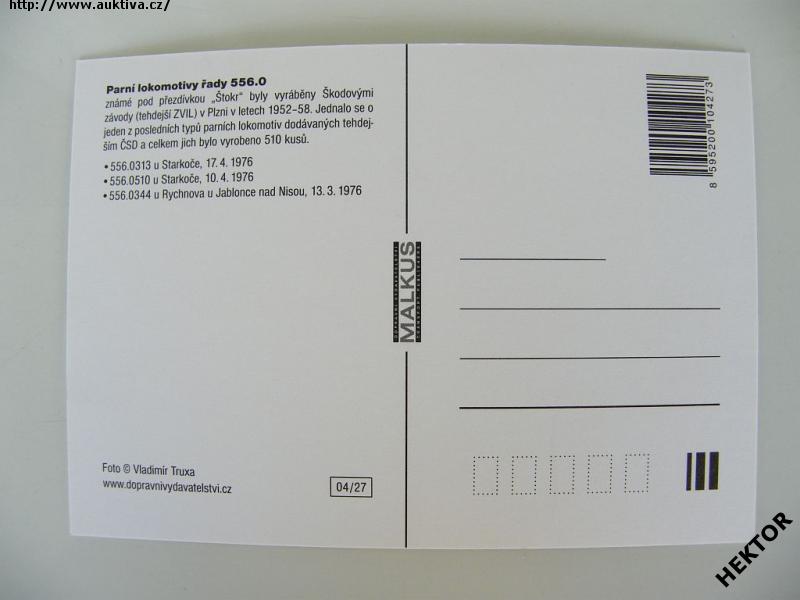 http://www.auktiva.cz/
Parní lokomotivy řady 556.0
známé pod přezdívkou „Štokr“ byly vyráběny Škodovými
závody (tehdejší ZVIL) v Plzni v letech 1952–58. Jednalo se o
jeden z posledních typů parních lokomotiv dodávaných tehdej-
ším ČSD a celkem jich bylo vyrobeno 510 kusů.
• 556.0313 u Starkoče, 17. 4. 1976
• 556.0510 u Starkoče, 10. 4. 1976
• 556.0344 u Rychnova u Jablonce nad Nisou, 13. 3. 1976
Foto © Vladimír Truxa
www.dopravnivydavatelstvi.cz
04/27
MALKUS
8 595200 104273
HEKTOR